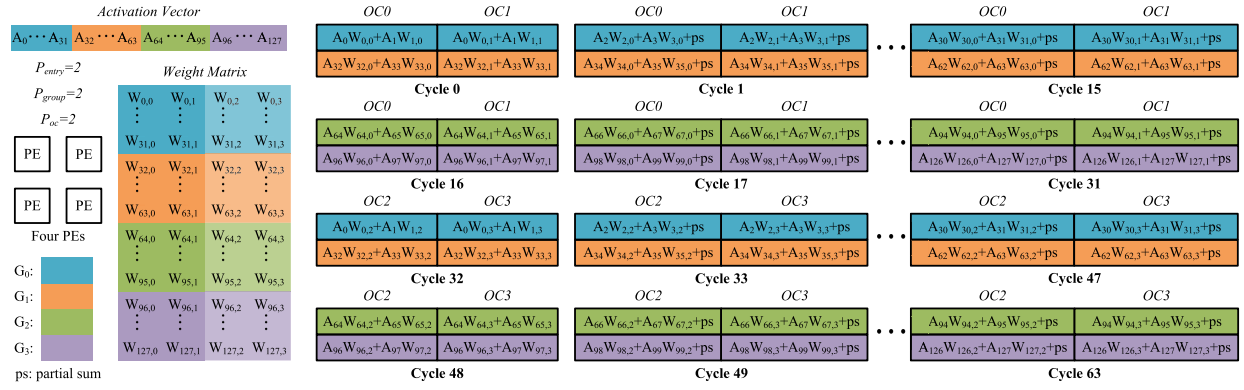 Activation Vector
A₀ ··· A₃₁ A₃₂ ··· A₆₃ A₆₄ ··· A₉₅ A₉₆ ··· A₁₂₇
P_entry=2
P_group=2
P_oc=2
PE PE
PE PE
Four PEs
G₀:
G₁:
G₂:
G₃:
ps: partial sum
Weight Matrix
W₀,₀ W₀,₁ W₀,₂ W₀,₃
W₃₁,₀ W₃₁,₁ W₃₁,₂ W₃₁,₃
W₃₂,₀ W₃₂,₁ W₃₂,₂ W₃₂,₃
W₆₃,₀ W₆₃,₁ W₆₃,₂ W₆₃,₃
W₆₄,₀ W₆₄,₁ W₆₄,₂ W₆₄,₃
W₉₅,₀ W₉₅,₁ W₉₅,₂ W₉₅,₃
W₉₆,₀ W₉₆,₁ W₉₆,₂ W₉₆,₃
W₁₂₇,₀ W₁₂₇,₁ W₁₂₇,₂ W₁₂₇,₃
OC0 OC1 OC0 OC1 OC0 OC1
A₀W₀,₀+A₁W₁,₀ A₀W₀,₁+A₁W₁,₁ A₂W₂,₀+A₃W₃,₀+ps A₂W₂,₁+A₃W₃,₁+ps ··· A₃₀W₃₀,₀+A₃₁W₃₁,₀+ps A₃₀W₃₀,₁+A₃₁W₃₁,₁+ps
A₃₂W₃₂,₀+A₃₃W₃₃,₀ A₃₂W₃₂,₁+A₃₃W₃₃,₁ A₃₄W₃₄,₀+A₃₅W₃₅,₀+ps A₃₄W₃₄,₁+A₃₅W₃₅,₁+ps A₆₂W₆₂,₀+A₆₃W₆₃,₀+ps A₆₂W₆₂,₁+A₆₃W₆₃,₁+ps
Cycle 0 Cycle 1 Cycle 15
OC0 OC1 OC0 OC1 OC0 OC1
A₆₄W₆₄,₀+A₆₅W₆₅,₀ A₆₄W₆₄,₁+A₆₅W₆₅,₁ A₆₆W₆₆,₀+A₆₇W₆₇,₀+ps A₆₆W₆₆,₁+A₆₇W₆₇,₁+ps ··· A₉₄W₉₄,₀+A₉₅W₉₅,₀+ps A₉₄W₉₄,₁+A₉₅W₉₅,₁+ps
A₉₆W₉₆,₀+A₉₇W₉₇,₀ A₉₆W₉₆,₁+A₉₇W₉₇,₁ A₉₈W₉₈,₀+A₉₉W₉₉,₀+ps A₉₈W₉₈,₁+A₉₉W₉₉,₁+ps A₁₂₆W₁₂₆,₀+A₁₂₇W₁₂₇,₀+ps A₁₂₆W₁₂₆,₁+A₁₂₇W₁₂₇,₁+ps
Cycle 16 Cycle 17 Cycle 31
OC2 OC3 OC2 OC3 OC2 OC3
A₀W₀,₂+A₁W₁,₂ A₀W₀,₃+A₁W₁,₃ A₂W₂,₂+A₃W₃,₂+ps A₂W₂,₃+A₃W₃,₃+ps ··· A₃₀W₃₀,₂+A₃₁W₃₁,₂+ps A₃₀W₃₀,₃+A₃₁W₃₁,₃+ps
A₃₂W₃₂,₂+A₃₃W₃₃,₂ A₃₂W₃₂,₃+A₃₃W₃₃,₃ A₃₄W₃₄,₂+A₃₅W₃₅,₂+ps A₃₄W₃₄,₃+A₃₅W₃₅,₃+ps A₆₂W₆₂,₂+A₆₃W₆₃,₂+ps A₆₂W₆₂,₃+A₆₃W₆₃,₃+ps
Cycle 32 Cycle 33 Cycle 47
OC2 OC3 OC2 OC3 OC2 OC3
A₆₄W₆₄,₂+A₆₅W₆₅,₂ A₆₄W₆₄,₃+A₆₅W₆₅,₃ A₆₆W₆₆,₂+A₆₇W₆₇,₂+ps A₆₆W₆₆,₃+A₆₇W₆₇,₃+ps ··· A₉₄W₉₄,₂+A₉₅W₉₅,₂+ps A₉₄W₉₄,₃+A₉₅W₉₅,₃+ps
A₉₆W₉₆,₂+A₉₇W₉₇,₂ A₉₆W₉₆,₃+A₉₇W₉₇,₃ A₉₈W₉₈,₂+A₉₉W₉₉,₂+ps A₉₈W₉₈,₃+A₉₉W₉₉,₃+ps A₁₂₆W₁₂₆,₂+A₁₂₇W₁₂₇,₂+ps A₁₂₆W₁₂₆,₃+A₁₂₇W₁₂₇,₃+ps
Cycle 48 Cycle 49 Cycle 63